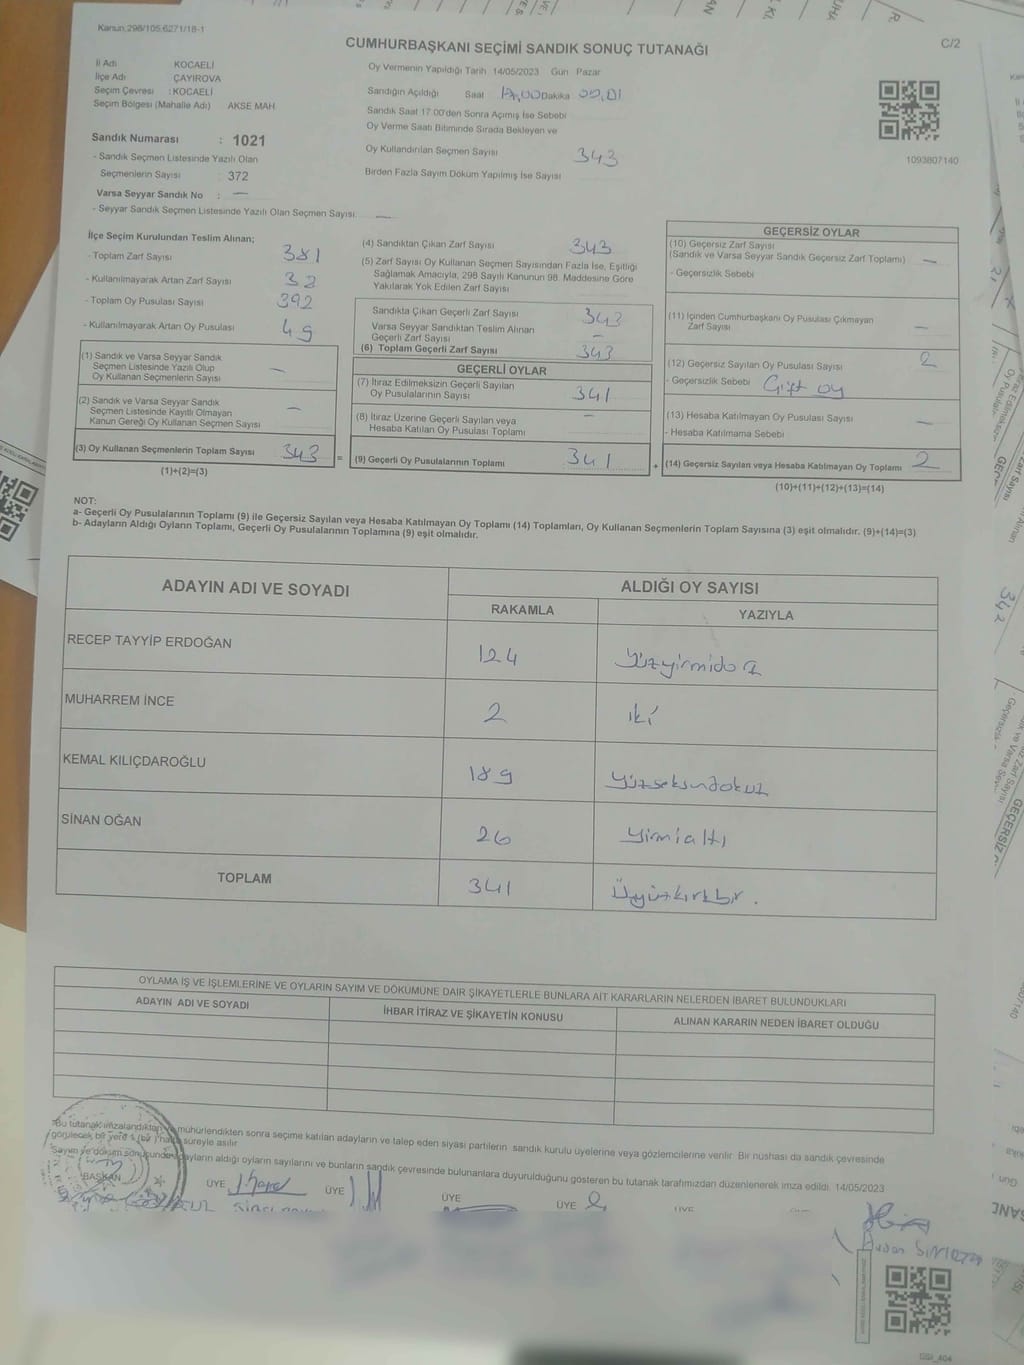 Kanun:298/105,6271/18-1
C/2
CUMHURBAŞKANI SEÇİMİ SANDIK SONUÇ TUTANAĞI
İl Adı KOCAELİ
İlçe Adı ÇAYIROVA
Seçim Çevresi : KOCAELİ
Seçim Bölgesi (Mahalle Adı) AKSE MAH.
Oy Vermenin Yapıldığı Tarih 14/05/2023 Gün Pazar
Sandığın Açıldığı Saat 17,00 Dakika 00,01
Sandık Saat 17:00'den Sonra Açmış İse Sebebi
Oy Verme Saati Bitiminde Sırada Bekleyen ve
Oy Kullandırılan Seçmen Sayısı 343
Birden Fazla Sayım Döküm Yapılmış İse Sayısı
1093807140
Sandık Numarası : 1021
- Sandık Seçmen Listesinde Yazılı Olan
Seçmenlerin Sayısı 372
Varsa Seyyar Sandık No : —
- Seyyar Sandık Seçmen Listesinde Yazılı Olan Seçmen Sayısı —
İlçe Seçim Kurulundan Teslim Alınan;
- Toplam Zarf Sayısı 381
- Kullanılmayarak Artan Zarf Sayısı 38
- Toplam Oy Pusulası Sayısı 392
- Kullanılmayarak Artan Oy Pusulası 49
(1) Sandık ve Varsa Seyyar Sandık
Seçmen Listesinde Yazılı Olup
Oy Kullanan Seçmenlerin Sayısı —
(2) Sandık ve Varsa Seyyar Sandık
Seçmen Listesinde Kayıtlı Olmayan
Kanun Gereği Oy Kullanan Seçmen Sayısı —
(3) Oy Kullanan Seçmenlerin Toplam Sayısı 343 =
(1)+(2)=(3)
(4) Sandıktan Çıkan Zarf Sayısı 343
(5) Zarf Sayısı Oy Kullanan Seçmen Sayısından Fazla İse, Eşitliği
Sağlamak Amacıyla, 298 Sayılı Kanunun 98. Maddesine Göre
Yakılarak Yok Edilen Zarf Sayısı
Sandıkta Çıkan Geçerli Zarf Sayısı 343
Varsa Seyyar Sandıktan Teslim Alınan
Geçerli Zarf Sayısı —
(6) Toplam Geçerli Zarf Sayısı 343
GEÇERLİ OYLAR
(7) İtiraz Edilmeksizin Geçerli Sayılan
Oy Pusulalarının Sayısı 341
(8) İtiraz Üzerine Geçerli Sayılan veya
Hesaba Katılan Oy Pusulası Toplamı —
(9) Geçerli Oy Pusulalarının Toplamı 341 +
GEÇERSİZ OYLAR
(10) Geçersiz Zarf Sayısı
(Sandık ve Varsa Seyyar Sandık Geçersiz Zarf Toplamı) —
- Geçersizlik Sebebi
(11) İçinden Cumhurbaşkanı Oy Pusulası Çıkmayan
Zarf Sayısı —
(12) Geçersiz Sayılan Oy Pusulası Sayısı 2
- Geçersizlik Sebebi Çift oy
(13) Hesaba Katılmayan Oy Pusulası Sayısı —
- Hesaba Katılmama Sebebi
(14) Geçersiz Sayılan veya Hesaba Katılmayan Oy Toplamı 2
(10)+(11)+(12)+(13)=(14)
NOT:
a- Geçerli Oy Pusulalarının Toplamı (9) ile Geçersiz Sayılan veya Hesaba Katılmayan Oy Toplamı (14) Toplamları, Oy Kullanan Seçmenlerin Toplam Sayısına (3) eşit olmalıdır. (9)+(14)=(3)
b- Adayların Aldığı Oyların Toplamı, Geçerli Oy Pusulalarının Toplamına (9) eşit olmalıdır.
ADAYIN ADI VE SOYADI ALDIĞI OY SAYISI
RAKAMLA YAZIYLA
RECEP TAYYİP ERDOĞAN 124
MUHARREM İNCE 2 iki
KEMAL KILIÇDAROĞLU 189 yüzseksendokuz
SİNAN OĞAN 26 yirmialtı
TOPLAM 341 Üçyüzkırkbir.
OYLAMA İŞ VE İŞLEMLERİNE VE OYLARIN SAYIM VE DÖKÜMÜNE DAİR ŞİKAYETLERLE BUNLARA AİT KARARLARIN NELERDEN İBARET BULUNDUKLARI
ADAYIN ADI VE SOYADI İHBAR İTİRAZ VE ŞİKAYETİN KONUSU ALINAN KARARIN NEDEN İBARET OLDUĞU
Bu tutanak imzalandıktan mühürlendikten sonra seçime katılan adayların ve talep eden siyasi partilerin sandık kurulu üyelerine veya gözlemcilerine verilir. Bir nüshası da sandık çevresinde
görülecek bir yere 1 (bir) süreyle asılır.
Sayım ve döküm adayların aldığı oyların sayılarını ve bunların sandık çevresinde bulunanlara duyurulduğunu gösteren bu tutanak tarafımızdan düzenlenerek imza edildi. 14/05/2023
BAŞKAN ÜYE ÜYE ÜYE ÜYE ÜYE